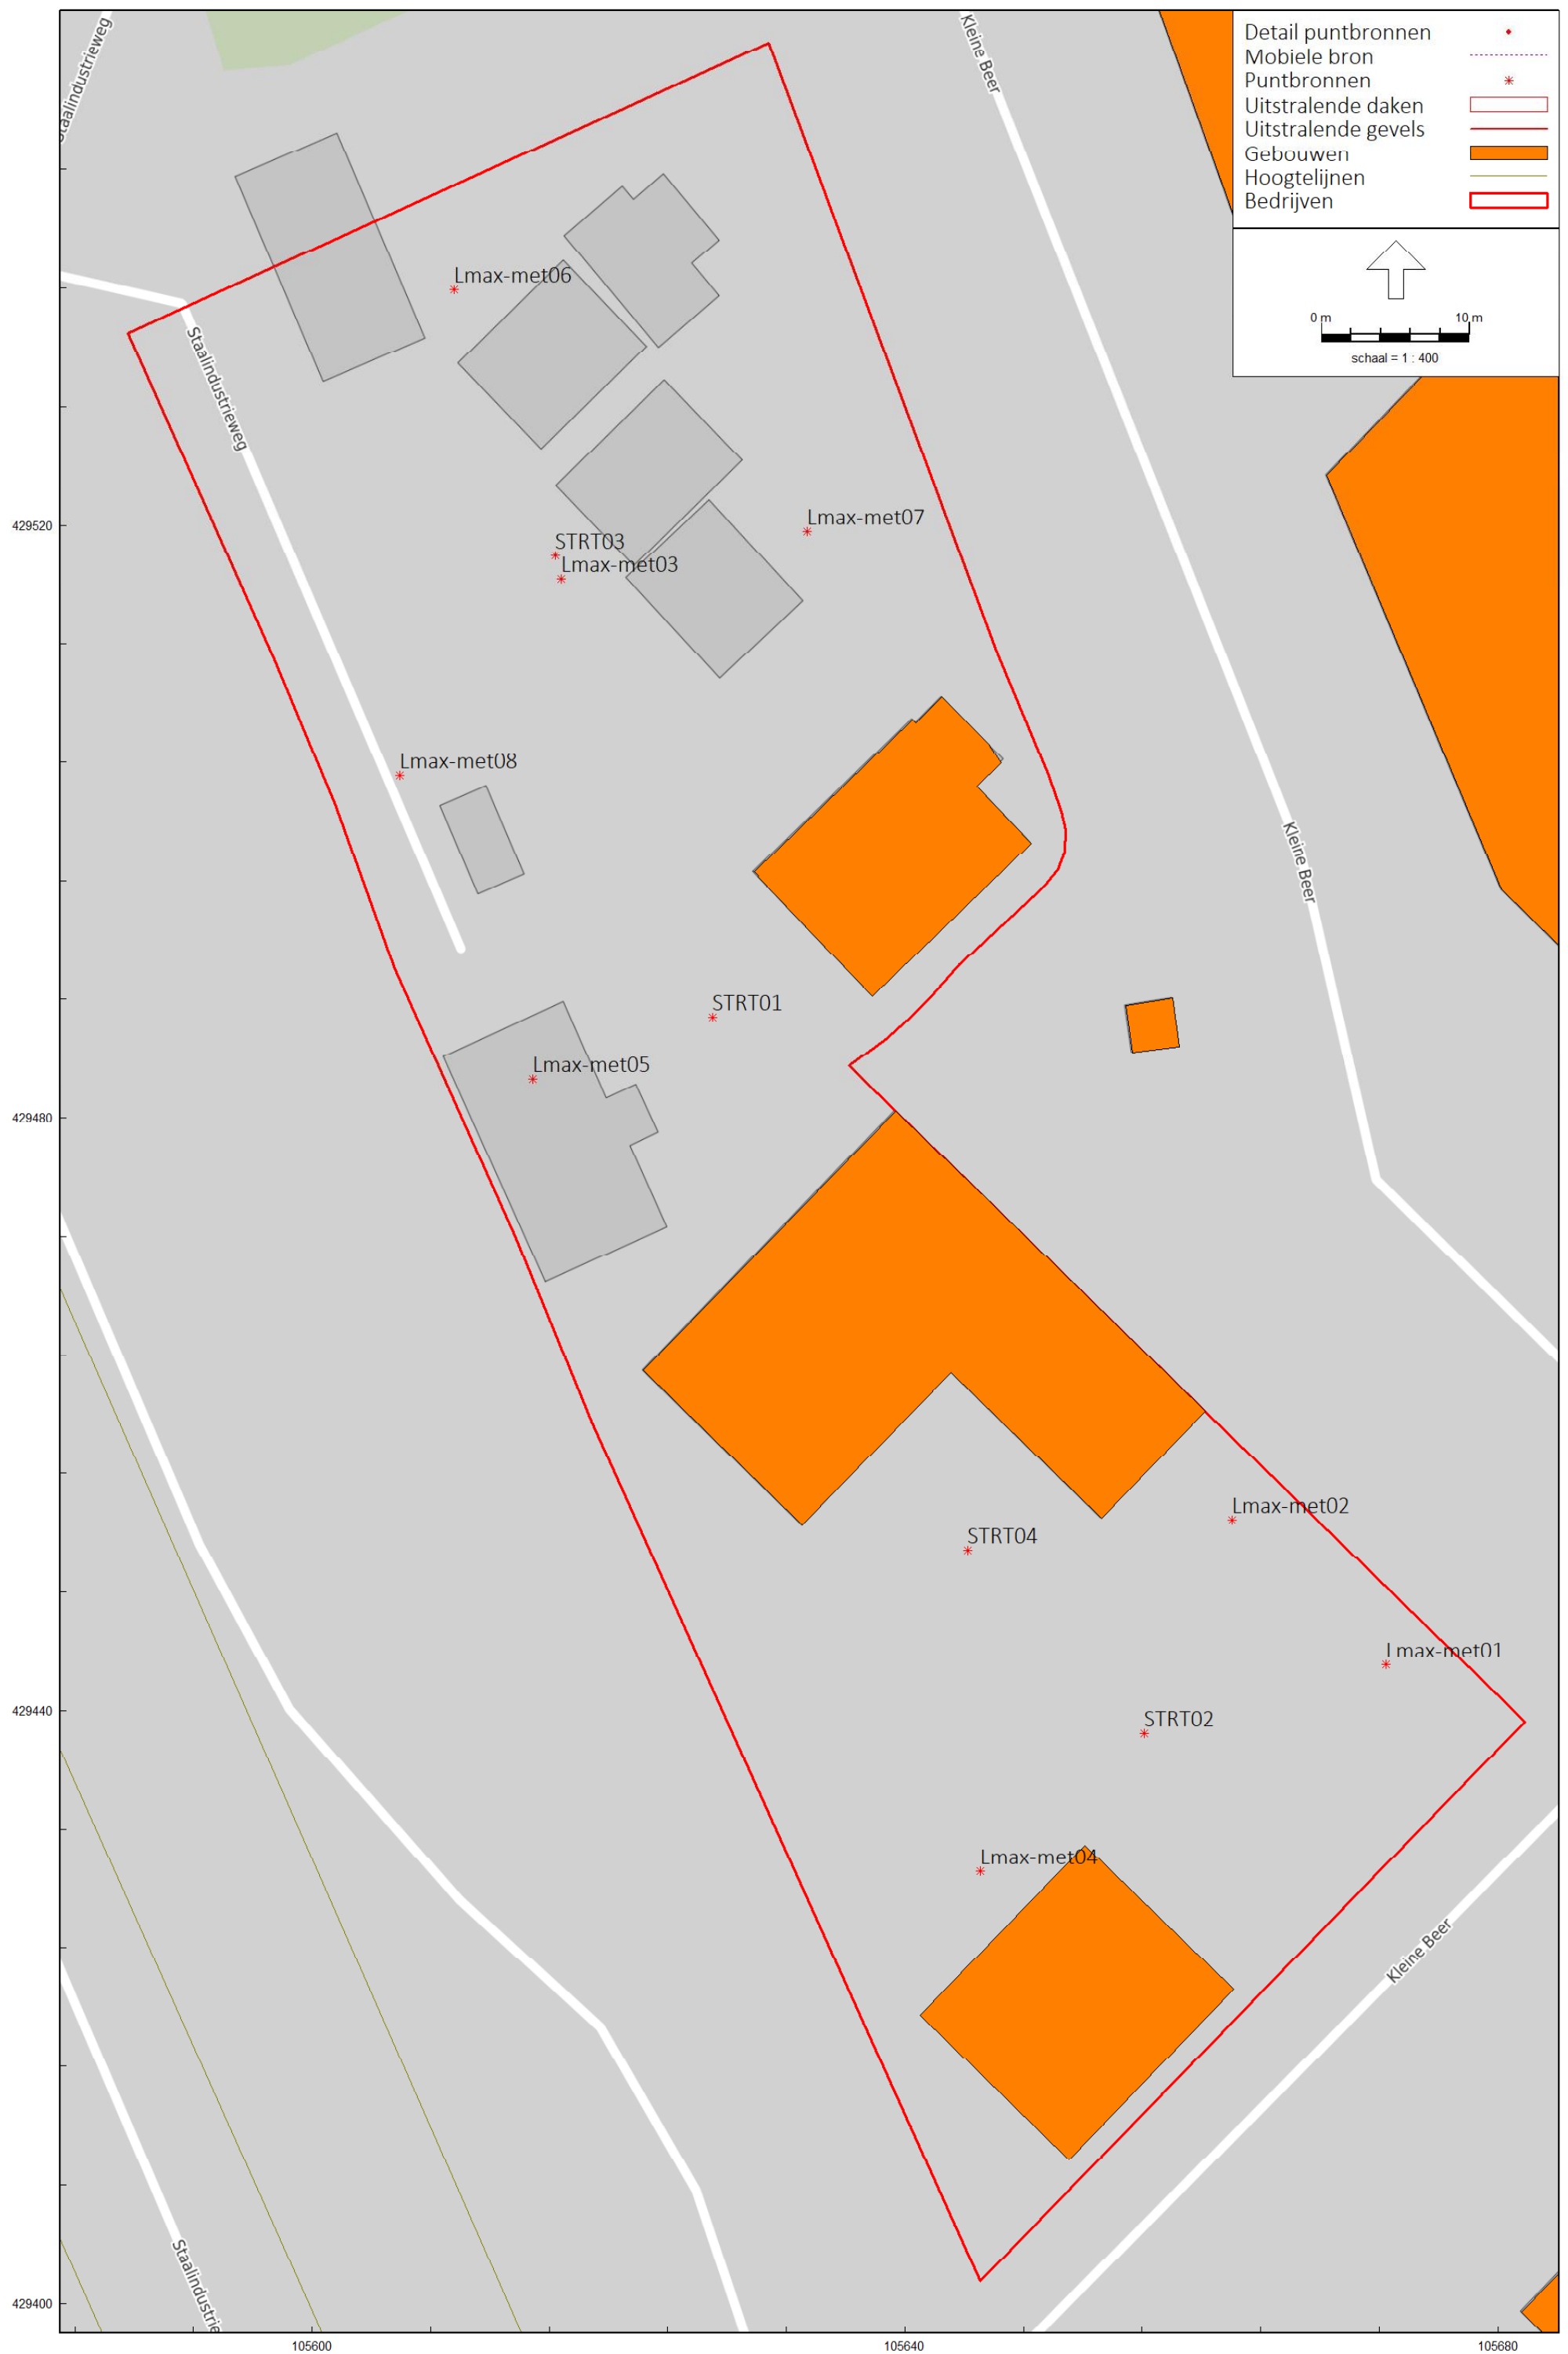 Staalindustrieweg
Kleine Beer
Detail puntbronnen
Mobiele bron
Puntbronnen
Uitstralende daken
Uitstralende gevels
Gebouwen
Hoogtelijnen
Bedrijven
0 m 10 m
schaal = 1 : 400
Lmax-met06
Staalindustrieweg
Lmax-met07
429520
STRT03
Lmax-met03
Lmax-met08
Kleine Beer
STRT01
Lmax-met05
429480
Lmax-met02
STRT04
Lmax-met01
429440
STRT02
Lmax-met04
Kleine Beer
Staalindustrie
429400
105600 105640 105680